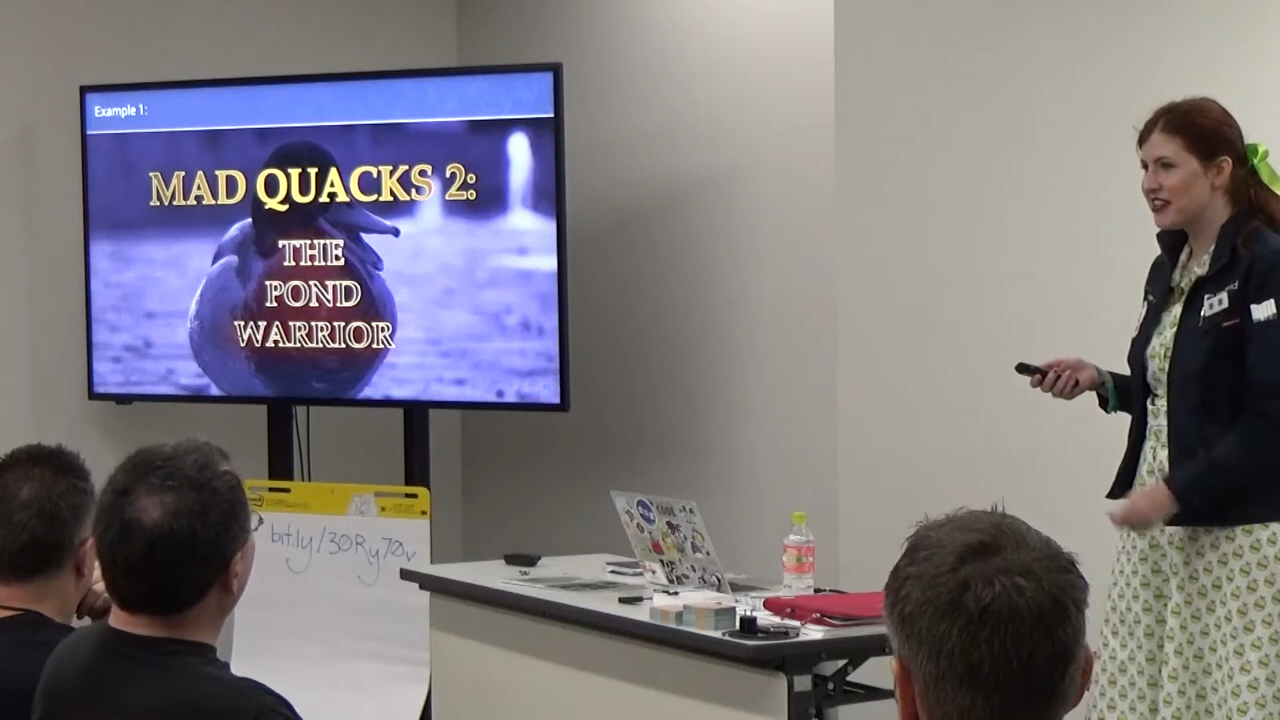 Example 1:
MAD QUACKS 2:
THE
POND
WARRIOR
bit.ly/30Ry70v